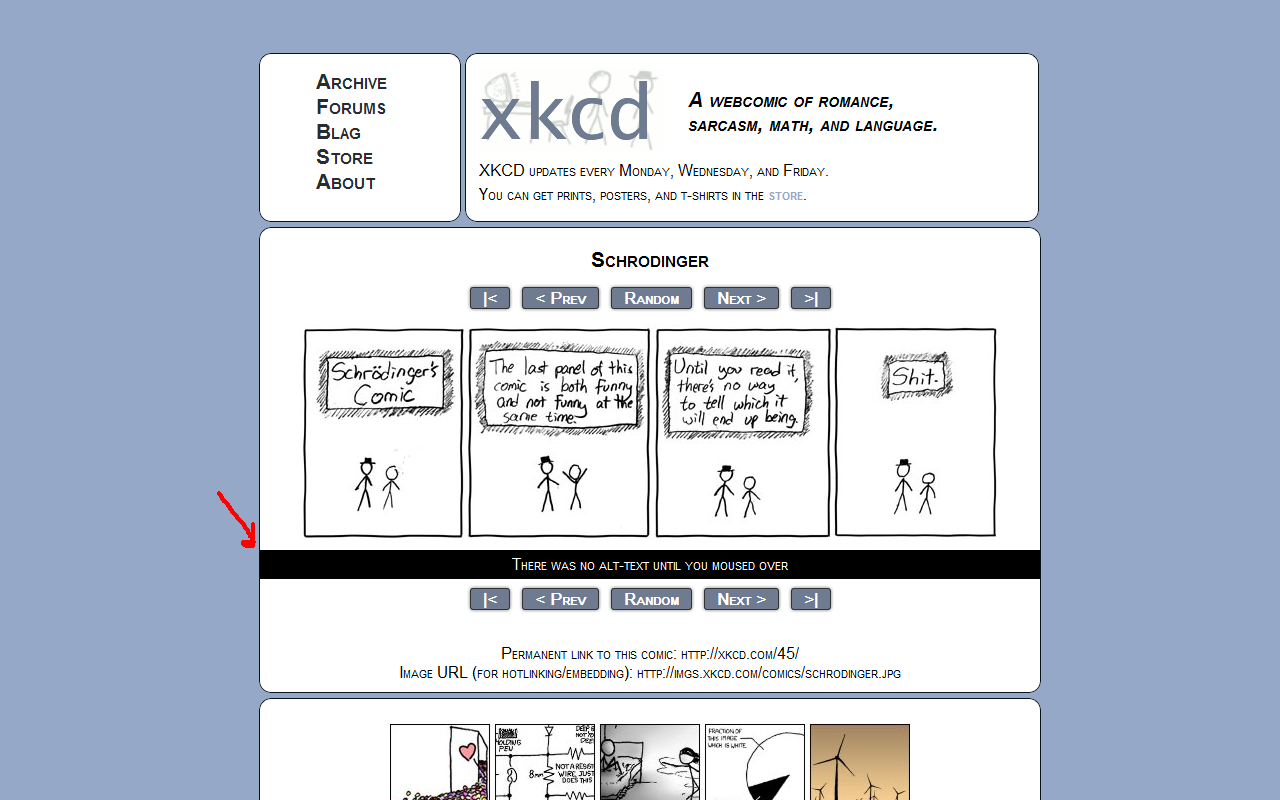 Archive
Forums
Blag
Store
About
xkcd
A webcomic of romance,
sarcasm, math, and language.
XKCD updates every Monday, Wednesday, and Friday.
You can get prints, posters, and t-shirts in the store.
Schrodinger
|<
< Prev
Random
Next >
>|
Schrödinger's
Comic
The last panel of this
comic is both funny
and not funny at the
same time.
Until you read it,
there's no way
to tell which it
will end up being.
Shit.
There was no alt-text until you moused over
|<
< Prev
Random
Next >
>|
Permanent link to this comic: http://xkcd.com/45/
Image URL (for hotlinking/embedding): http://imgs.xkcd.com/comics/schrodinger.jpg
HOLDING
PEN
8mm
NOT A RESIST
WIRE, JUST
DOES THIS
FRACTION OF
THIS IMAGE
WHICH IS WHITE